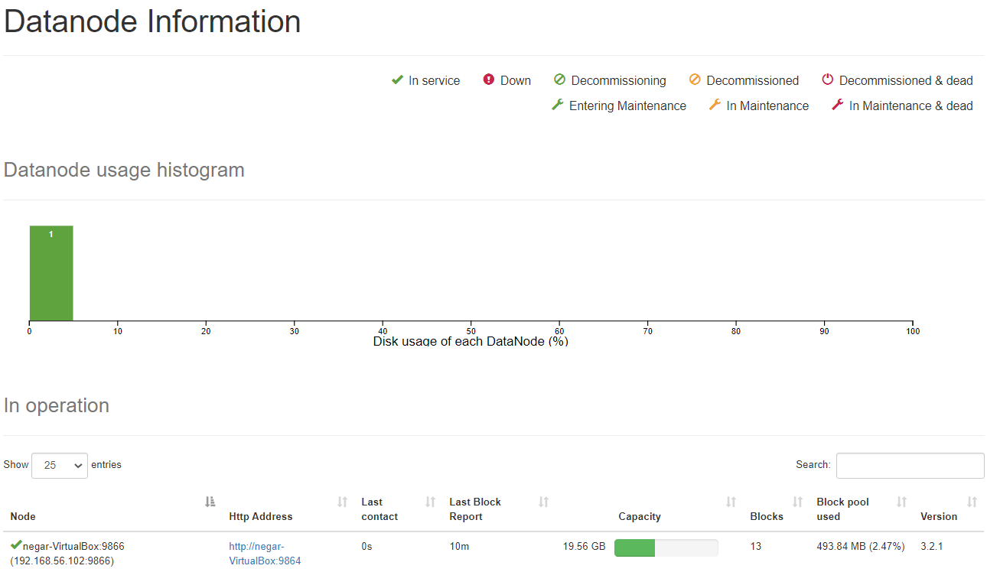 Datanode Information
In service Down Decommissioning Decommissioned Decommissioned & dead
Entering Maintenance In Maintenance In Maintenance & dead
Datanode usage histogram
1
0 10 20 30 40 50 60 70 80 90 100
Disk usage of each DataNode (%)
In operation
Show 25 entries Search:
Node Http Address Last contact Last Block Report Capacity Blocks Block pool used Version
negar-VirtualBox:9866 http://negar- 0s 10m 19.56 GB 13 493.84 MB (2.47%) 3.2.1
(192.168.56.102:9866) VirtualBox:9864